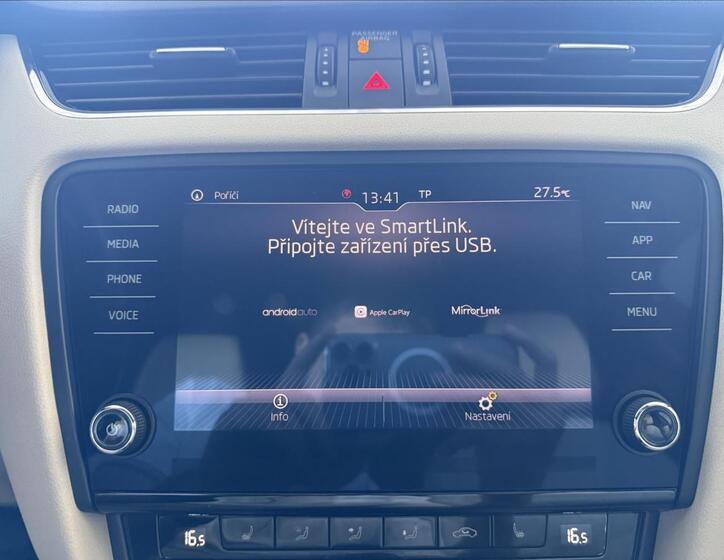 PASSENGER
AIRBAG
RADIO
MEDIA
PHONE
VOICE
Poříčí
13:41
TP
27.5°C
Vítejte ve SmartLink.
Připojte zařízení přes USB.
androidauto
Apple CarPlay
MirrorLink
Info
Nastavení
NAV
APP
CAR
MENU
16.5
16.5